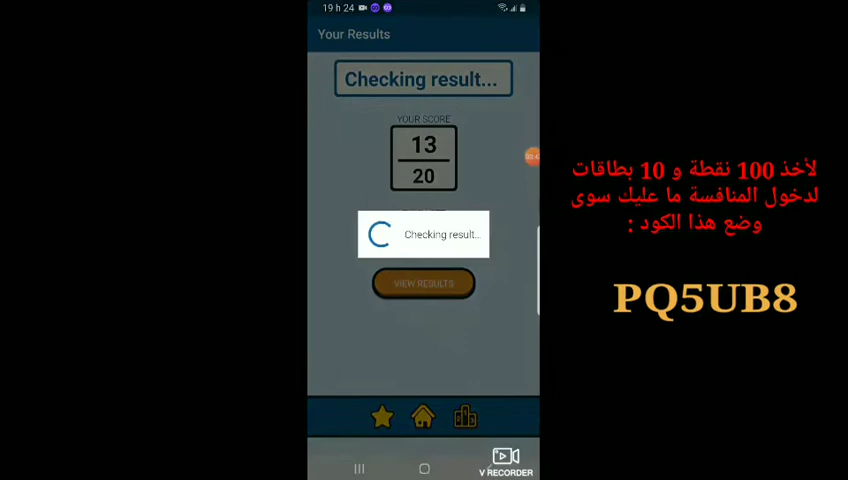 19 h 24
Your Results
Checking result...
YOUR SCORE
13
20
Checking result...
VIEW RESULTS
V RECORDER
لأخذ 100 نقطة و 10 بطاقات
لدخول المنافسة ما عليك سوى
وضع هذا الكود :
PQ5UB8